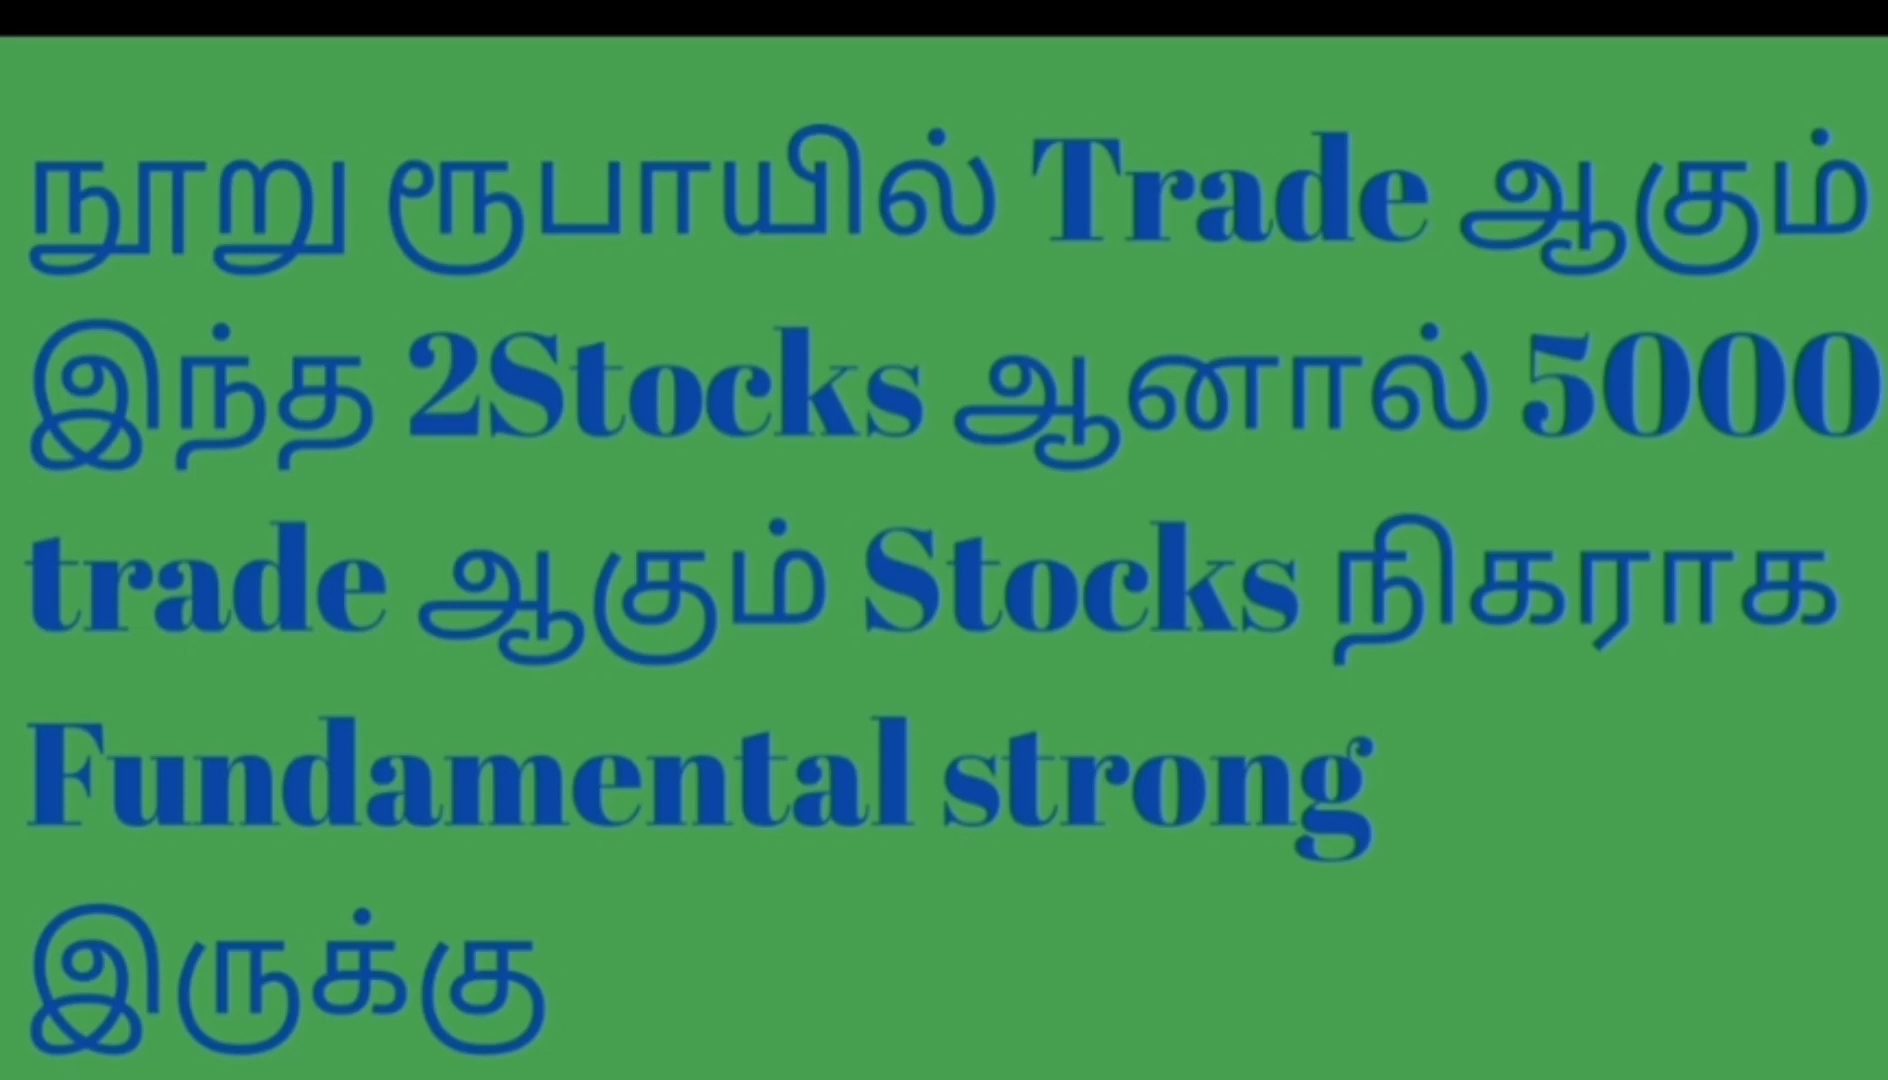 நூறு ரூபாயில் Trade ஆகும்
இந்த 2Stocks ஆனால் 5000
trade ஆகும் Stocks நிகராக
Fundamental strong
இருக்கு